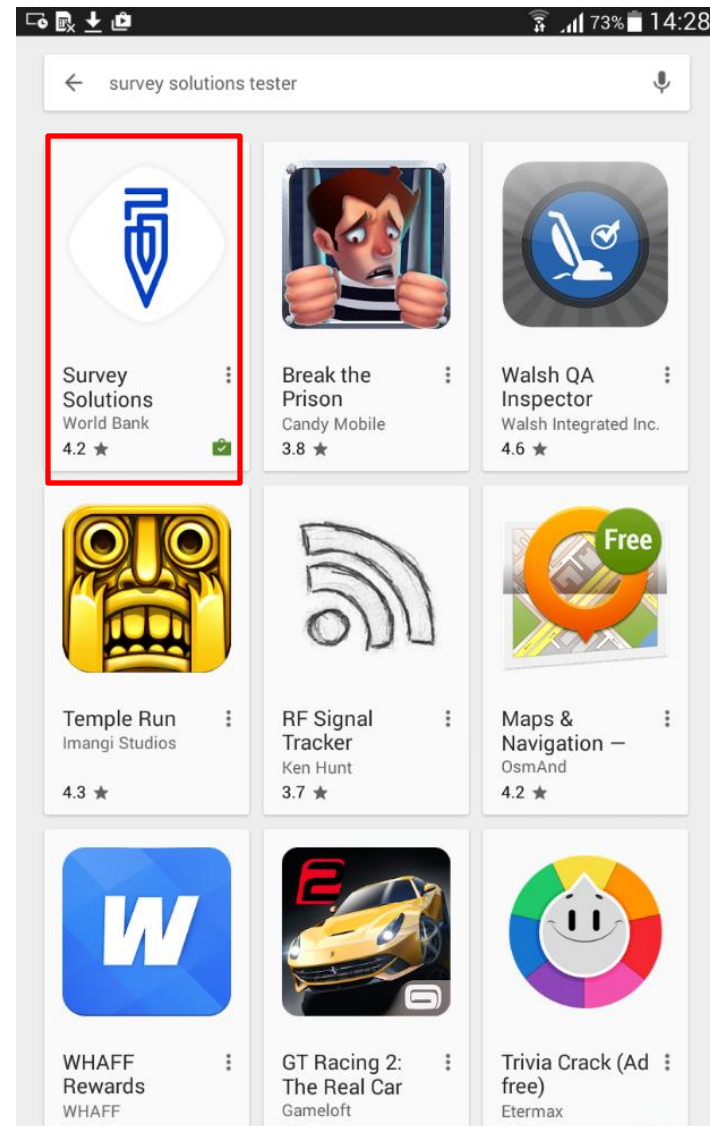 73% 14:28
survey solutions tester
Survey
Solutions
World Bank
4.2
Break the
Prison
Candy Mobile
3.8
Walsh QA
Inspector
Walsh Integrated Inc.
4.6
Temple Run
Imangi Studios
4.3
RF Signal
Tracker
Ken Hunt
3.7
Free
Maps &
Navigation —
OsmAnd
4.2
W
WHAFF
Rewards
WHAFF
2
GT Racing 2:
The Real Car
Gameloft
Trivia Crack (Ad
free)
Etermax